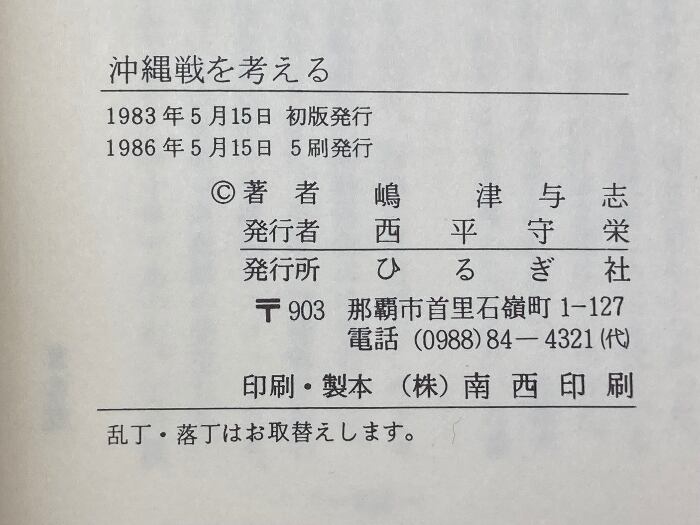 沖縄戦を考える
1983年5月15日 初版発行
1986年5月15日 5刷発行
©著者 嶋津与志
発行者 西平守栄
発行所 ひるぎ社
〒903 那覇市首里石嶺町1-127
電話 (0988)84-4321(代)
印刷・製本 (株)南西印刷
乱丁・落丁はお取替えします。